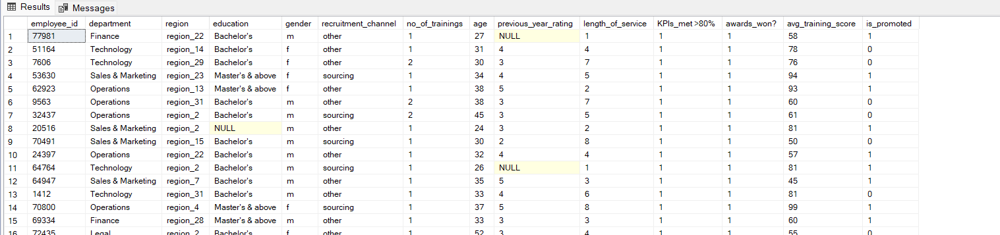 Results Messages
employee_id department region education gender recruitment_channel no_of_trainings age previous_year_rating length_of_service KPIs_met >80% awards_won? avg_training_score is_promoted
1 77981 Finance region_22 Bachelor's m other 1 27 NULL 1 1 1 58 1
2 51164 Technology region_14 Bachelor's f other 1 31 4 4 1 1 78 0
3 7606 Technology region_29 Bachelor's f other 2 30 3 7 1 1 76 0
4 53630 Sales & Marketing region_23 Master's & above f sourcing 1 34 4 5 1 1 94 1
5 62923 Operations region_13 Master's & above f other 1 38 5 2 1 1 93 1
6 9563 Operations region_31 Bachelor's m other 2 38 3 7 1 1 60 0
7 32437 Operations region_2 Bachelor's m sourcing 2 45 3 5 1 1 61 0
8 20516 Sales & Marketing region_2 NULL m other 1 24 3 2 1 1 81 1
9 70491 Sales & Marketing region_15 Bachelor's m sourcing 1 30 2 8 1 1 50 0
10 24397 Operations region_22 Bachelor's m other 1 32 4 4 1 1 57 1
11 64764 Technology region_2 Bachelor's m sourcing 1 26 NULL 1 1 1 81 1
12 64947 Sales & Marketing region_7 Bachelor's m other 1 35 5 3 1 1 45 1
13 1412 Technology region_31 Bachelor's m other 1 33 4 6 1 1 81 0
14 70800 Operations region_4 Master's & above f sourcing 1 37 5 8 1 1 99 1
15 69334 Finance region_28 Master's & above m other 1 33 3 3 1 1 60 1
16 72435 Legal region_2 Bachelor's f other 1 52 3 4 1 1 55 0